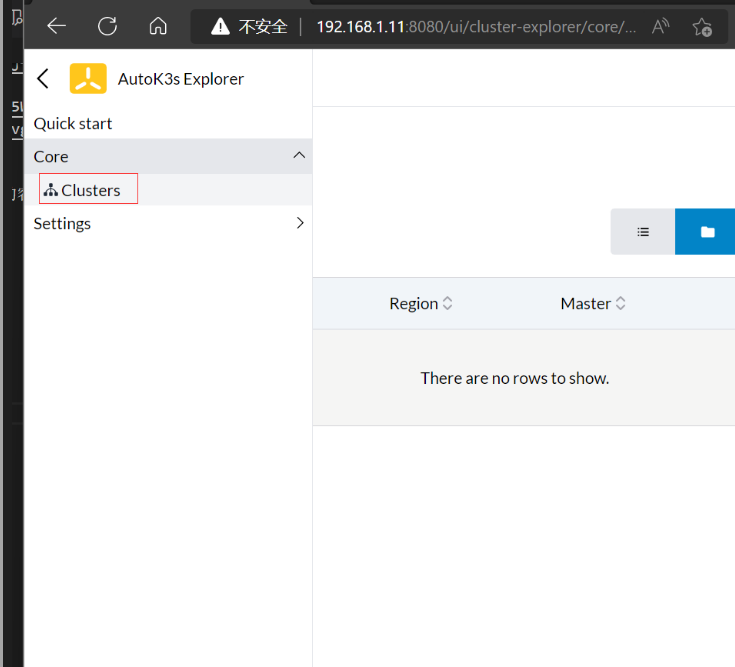 不安全 | 192.168.1.11:8080/ui/cluster-explorer/core/...
AutoK3s Explorer
Quick start
Core
Clusters
Settings
Region
Master
There are no rows to show.